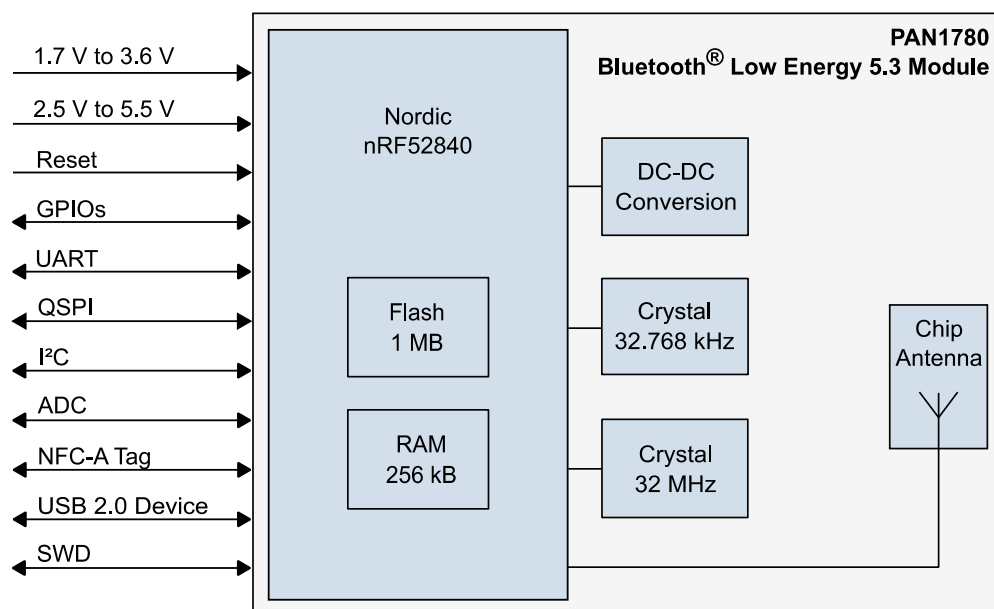 PAN1780
Bluetooth® Low Energy 5.3 Module
1.7 V to 3.6 V
2.5 V to 5.5 V
Reset
GPIOs
UART
QSPI
I²C
ADC
NFC-A Tag
USB 2.0 Device
SWD
Nordic
nRF52840
Flash
1 MB
RAM
256 kB
DC-DC
Conversion
Crystal
32.768 kHz
Crystal
32 MHz
Chip
Antenna